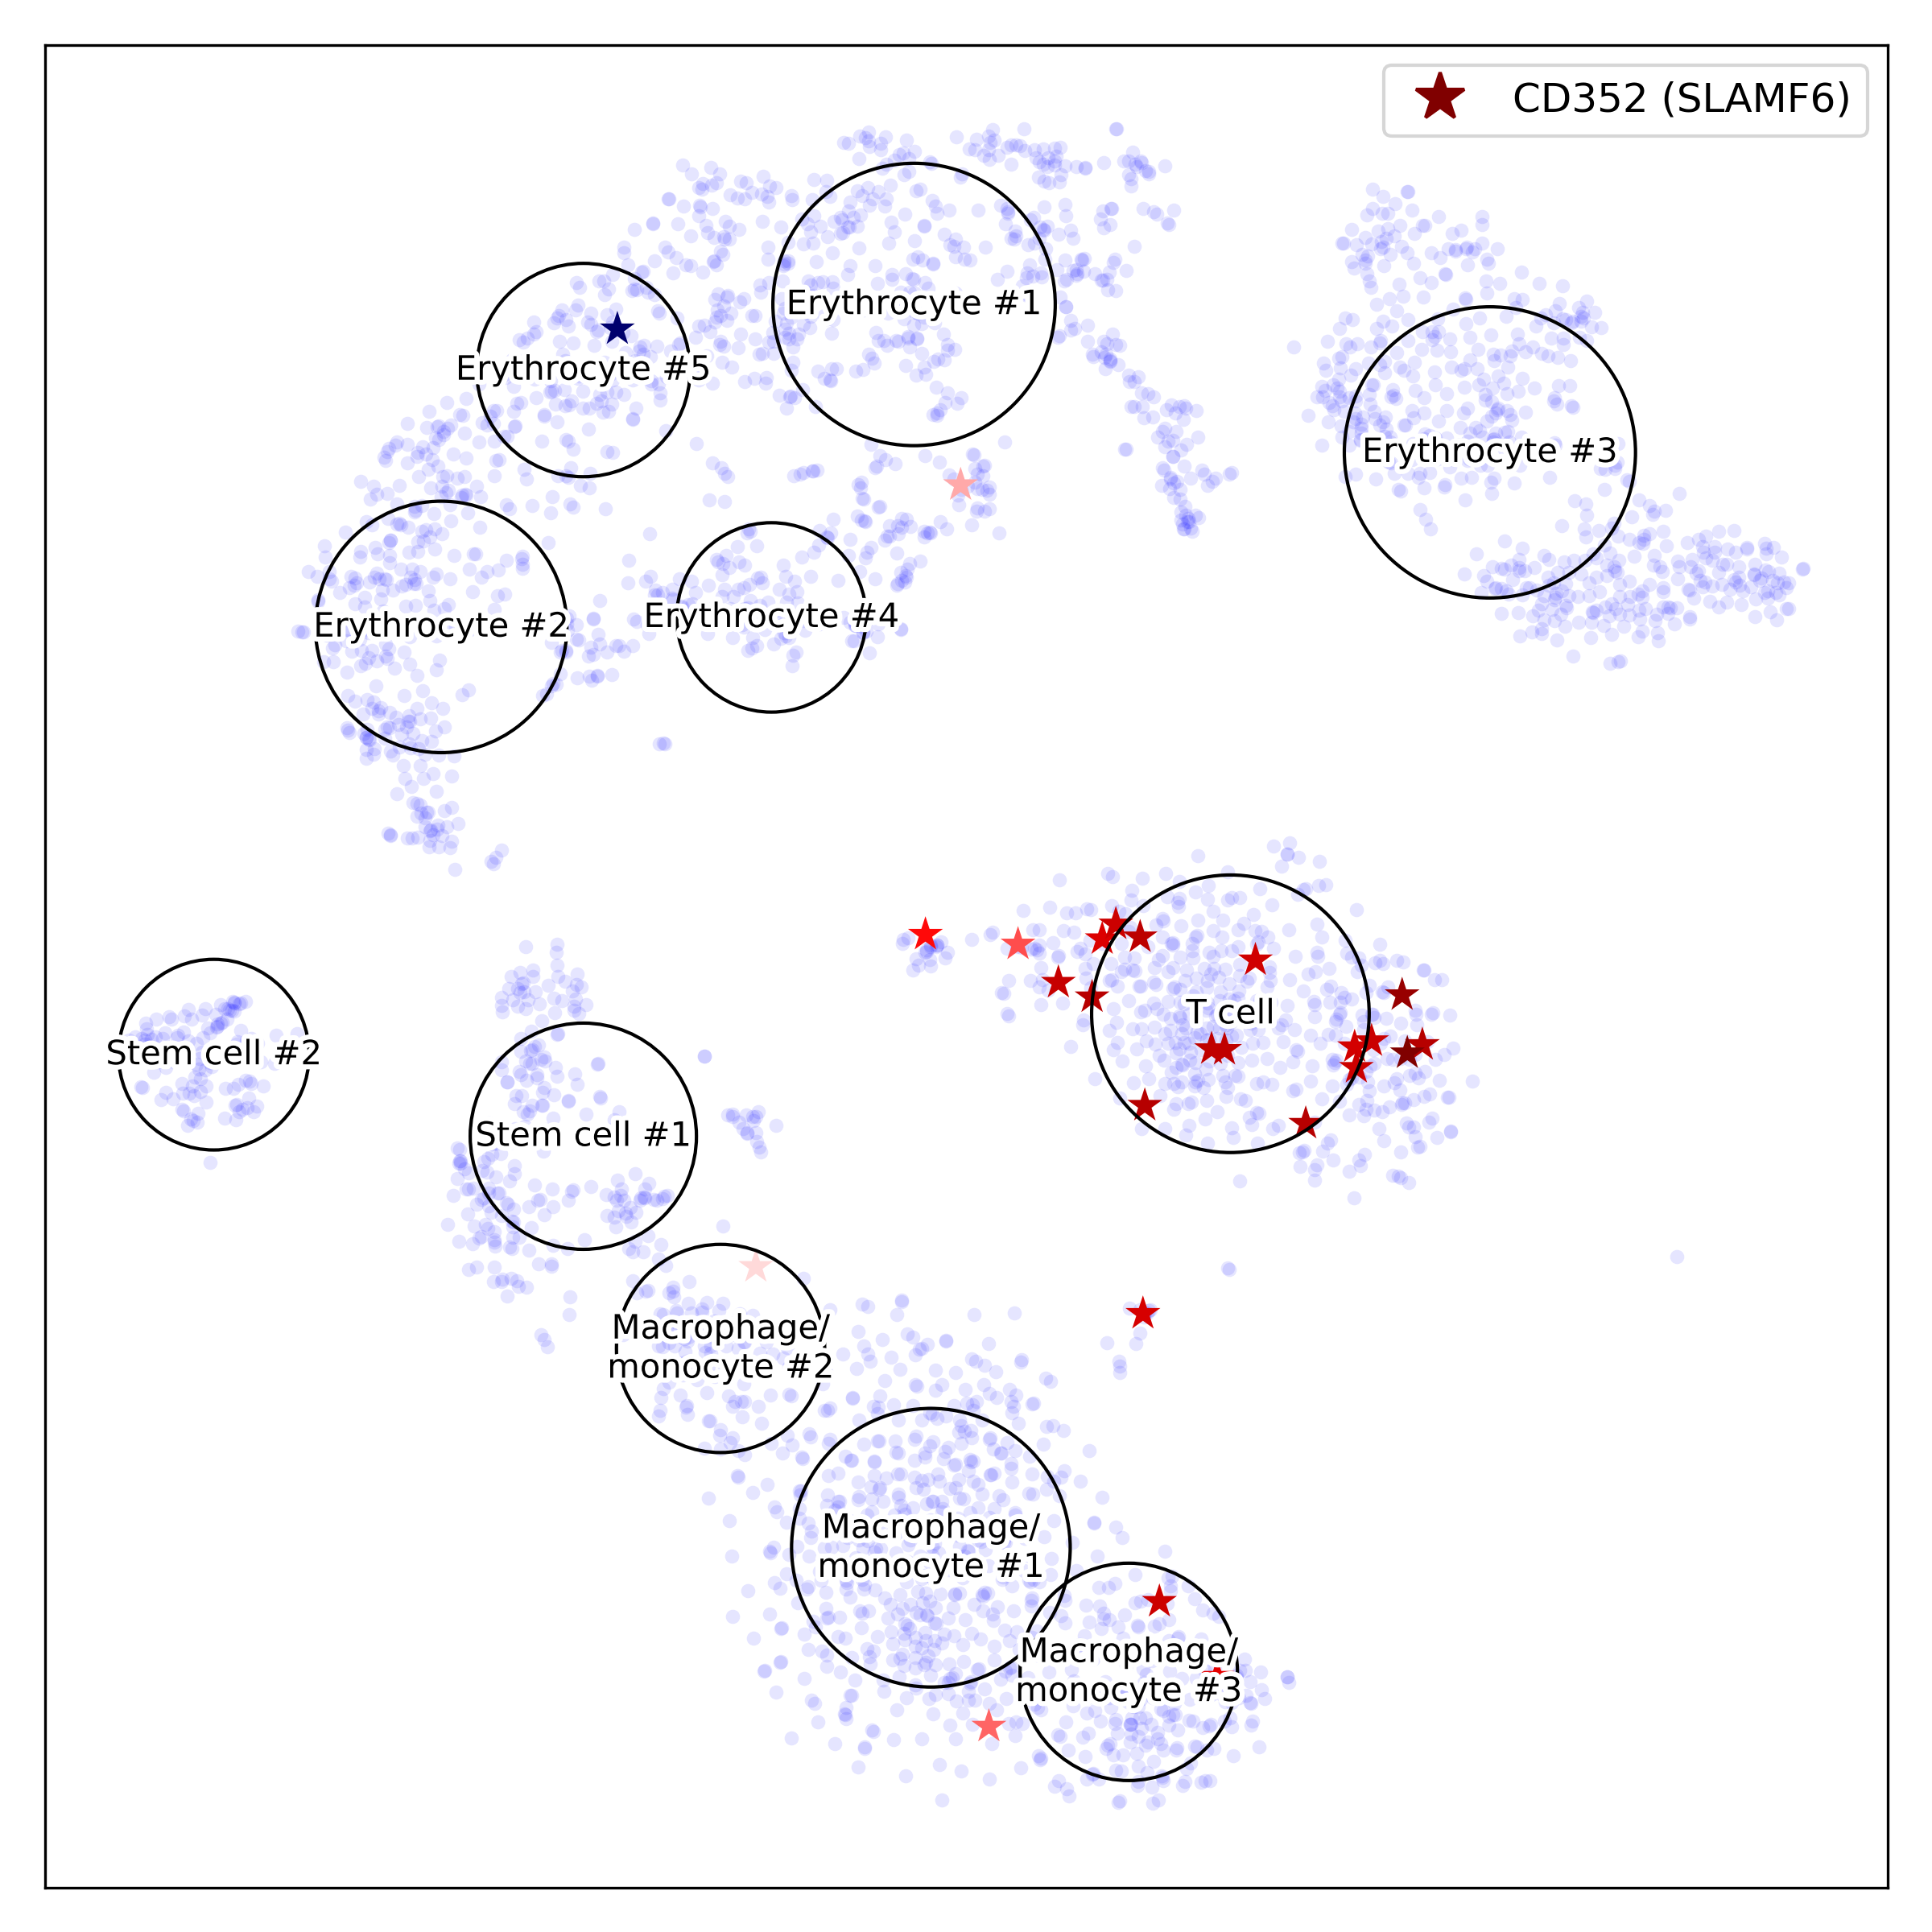 CD352 (SLAMF6)
Erythrocyte #1
Erythrocyte #5
Erythrocyte #3
Erythrocyte #4
Erythrocyte #2
T cell
Stem cell #2
Stem cell #1
Macrophage/
monocyte #2
Macrophage/
monocyte #1
Macrophage/
monocyte #3